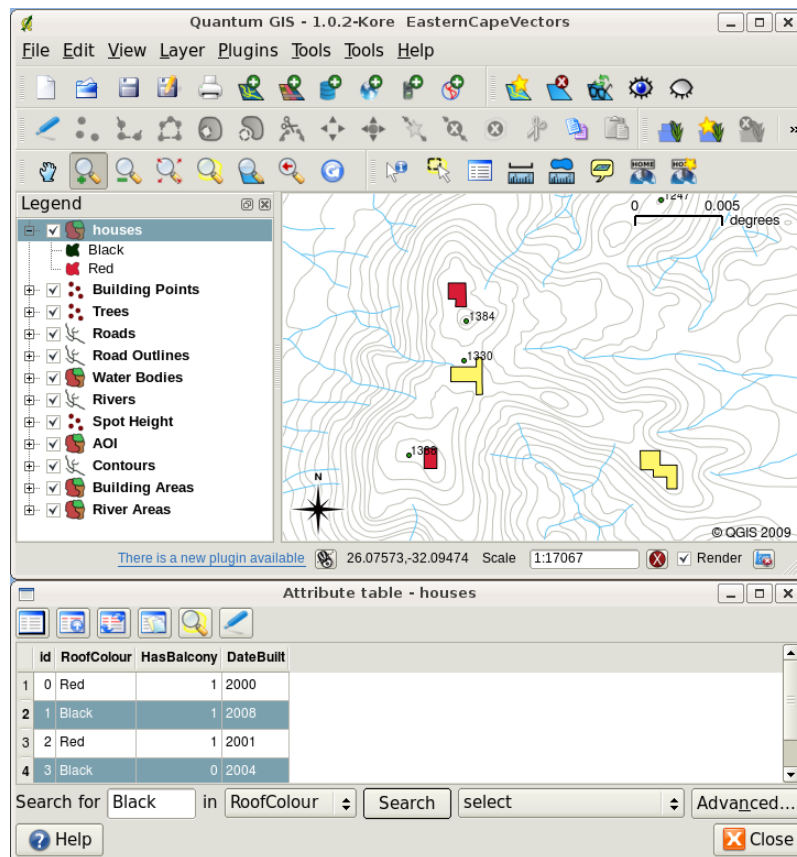 Quantum GIS - 1.0.2-Kore EasternCapeVectors
File Edit View Layer Plugins Tools Tools Help
»
Legend
houses
Black
Red
Building Points
Trees
Roads
Road Outlines
Water Bodies
Rivers
Spot Height
AOI
Contours
Building Areas
River Areas
1247
0 0.005
degrees
1384
1330
1388
N
© QGIS 2009
There is a new plugin available 26.07573,-32.09474 Scale 1:17067 Render
Attribute table - houses
id RoofColour HasBalcony DateBuilt
1 0 Red 1 2000
2 1 Black 1 2008
3 2 Red 1 2001
4 3 Black 0 2004
Search for Black in RoofColour Search select Advanced...
Help Close